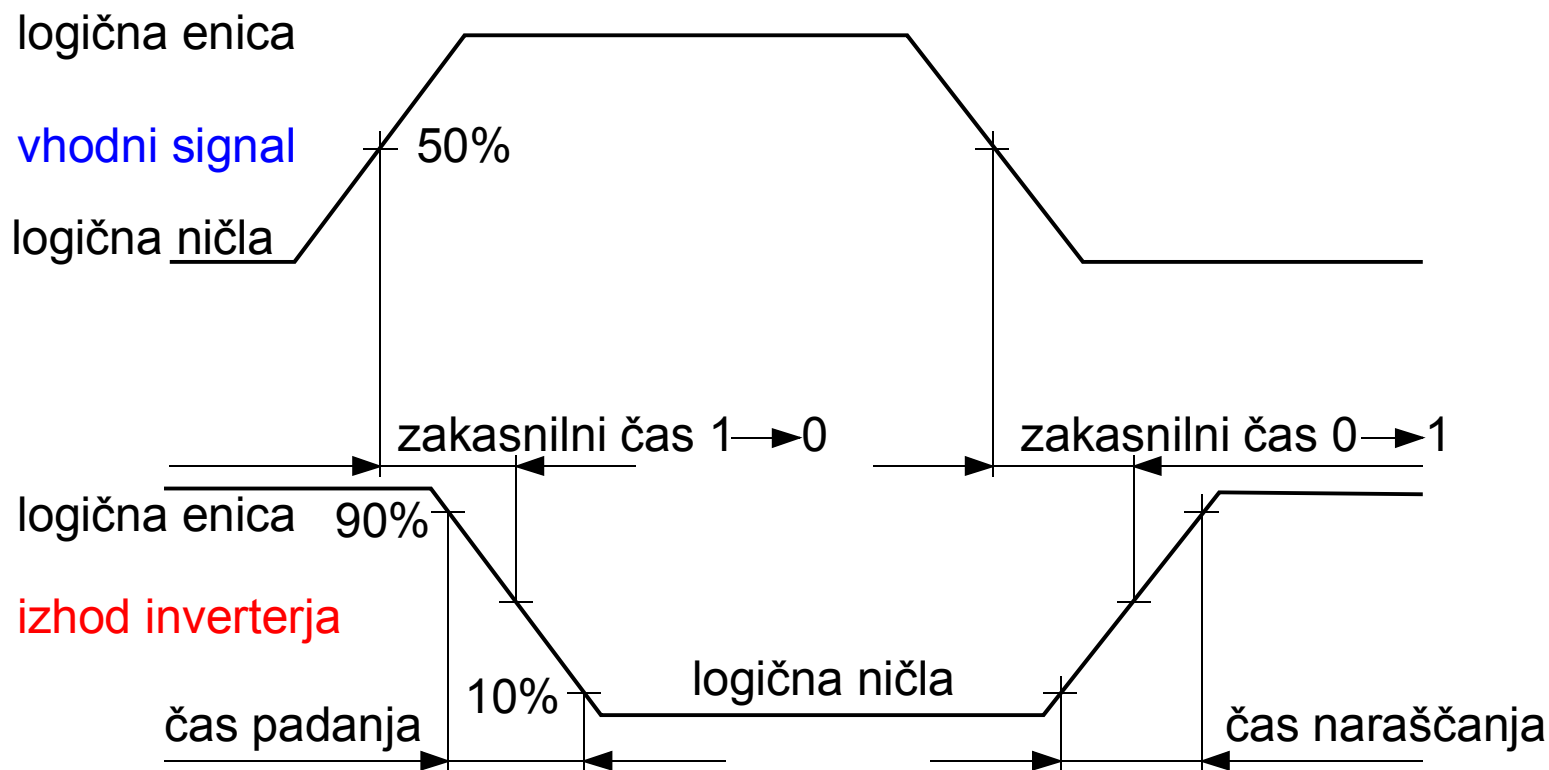 logična enica
vhodni signal
50%
logična ničla
zakasnilni čas 1→0
zakasnilni čas 0→1
logična enica
90%
izhod inverterja
10%
logična ničla
čas padanja
čas naraščanja